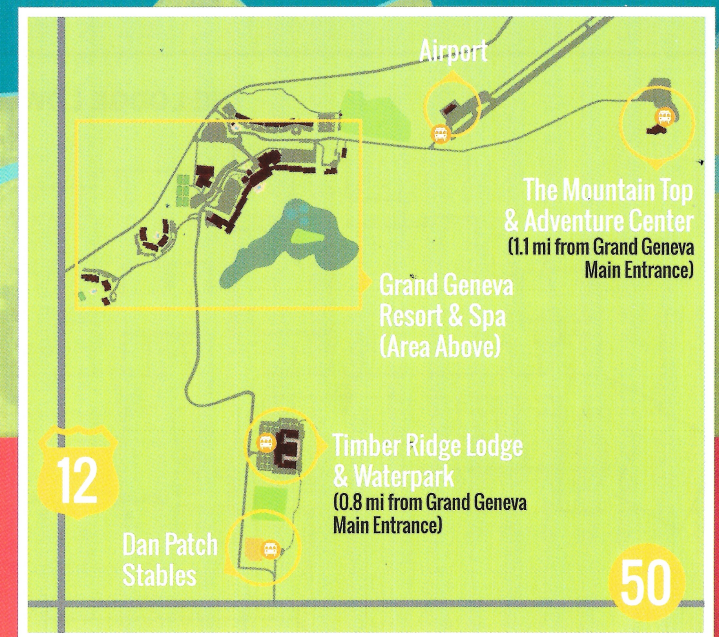 Airport
The Mountain Top
& Adventure Center
(1.1 mi from Grand Geneva
Main Entrance)
Grand Geneva
Resort & Spa
(Area Above)
Timber Ridge Lodge
& Waterpark
(0.8 mi from Grand Geneva
Main Entrance)
12
Dan Patch
Stables
50